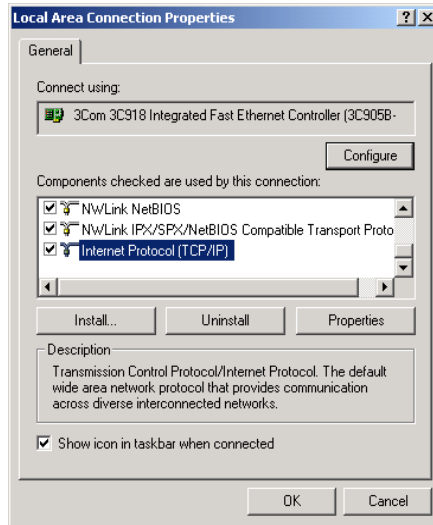 Local Area Connection Properties
General
Connect using:
3Com 3C918 Integrated Fast Ethernet Controller (3C905B-
Configure
Components checked are used by this connection:
NWLink NetBIOS
NWLink IPX/SPX/NetBIOS Compatible Transport Proto
Internet Protocol (TCP/IP)
Install...
Uninstall
Properties
Description
Transmission Control Protocol/Internet Protocol. The default
wide area network protocol that provides communication
across diverse interconnected networks.
Show icon in taskbar when connected
OK
Cancel